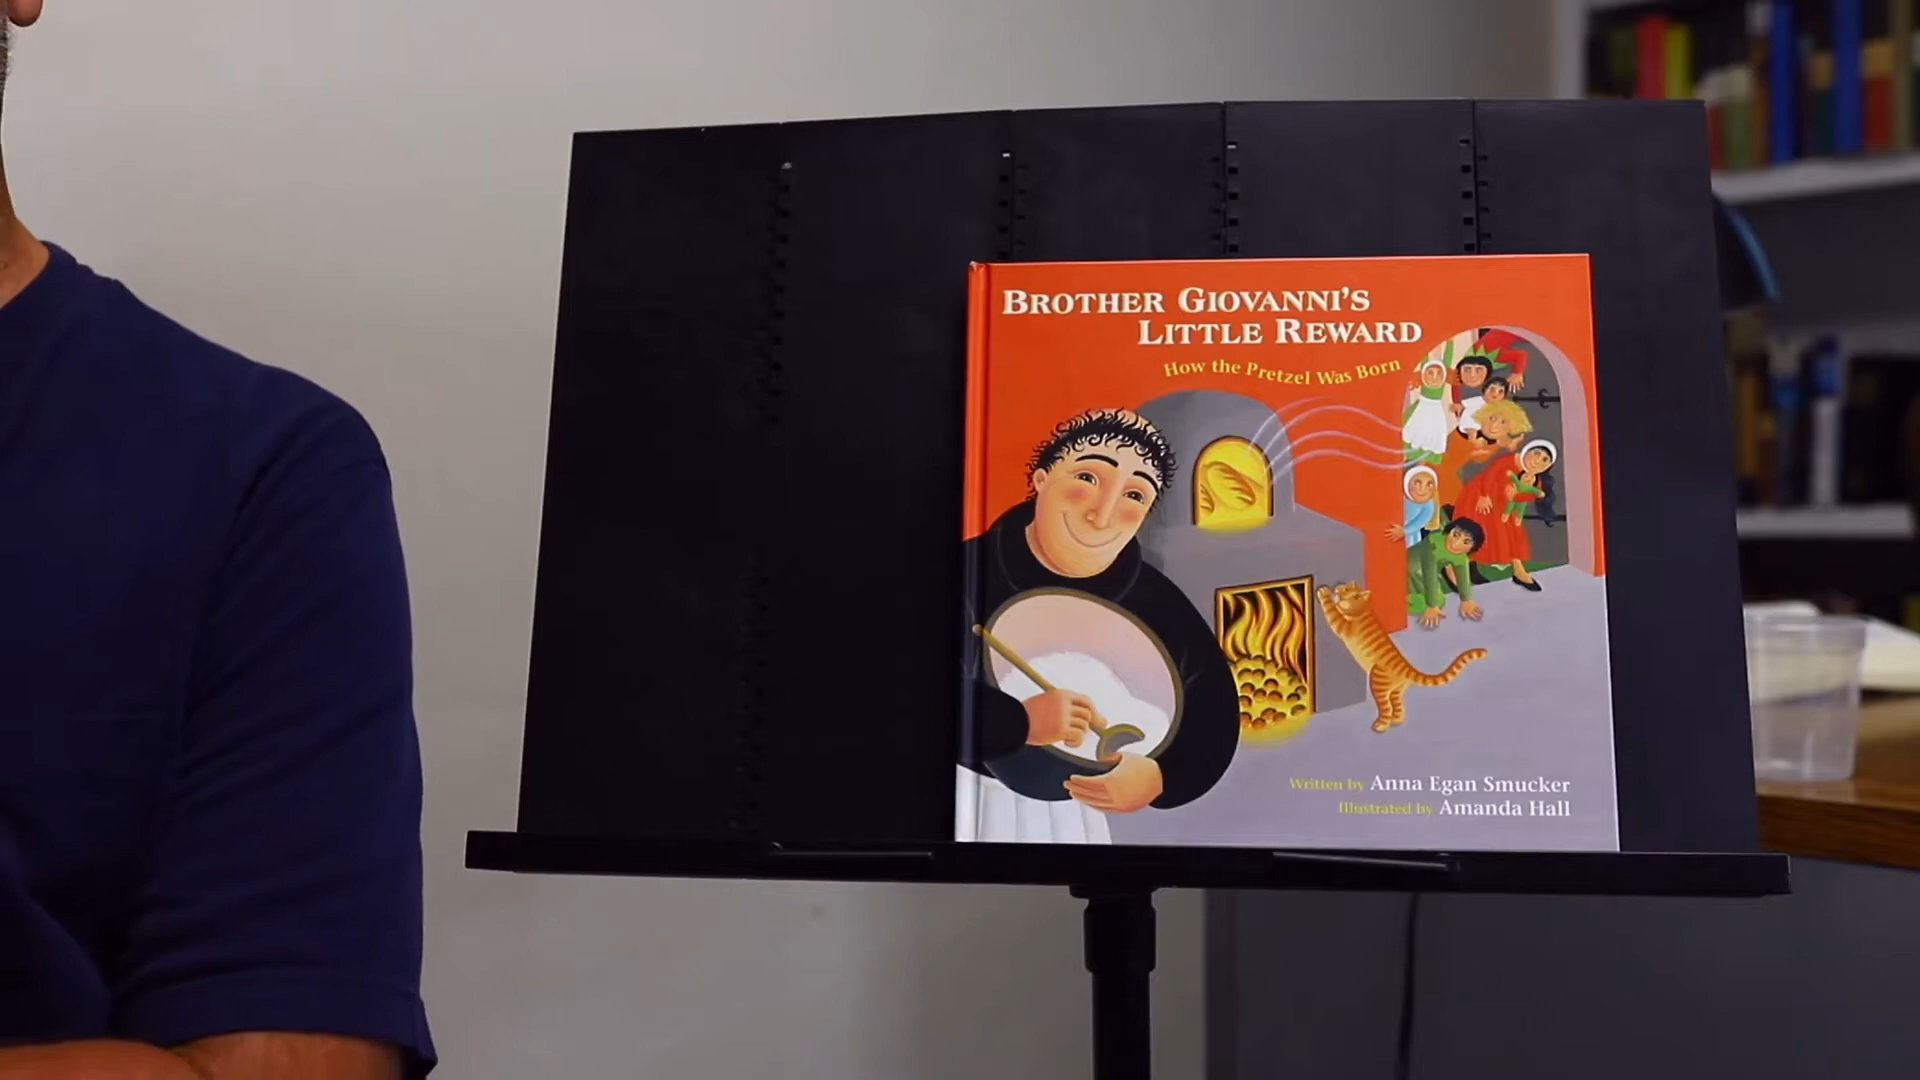 BROTHER GIOVANNI'S
LITTLE REWARD
How the Pretzel Was Born
Written by Anna Egan Smucker
Illustrated by Amanda Hall